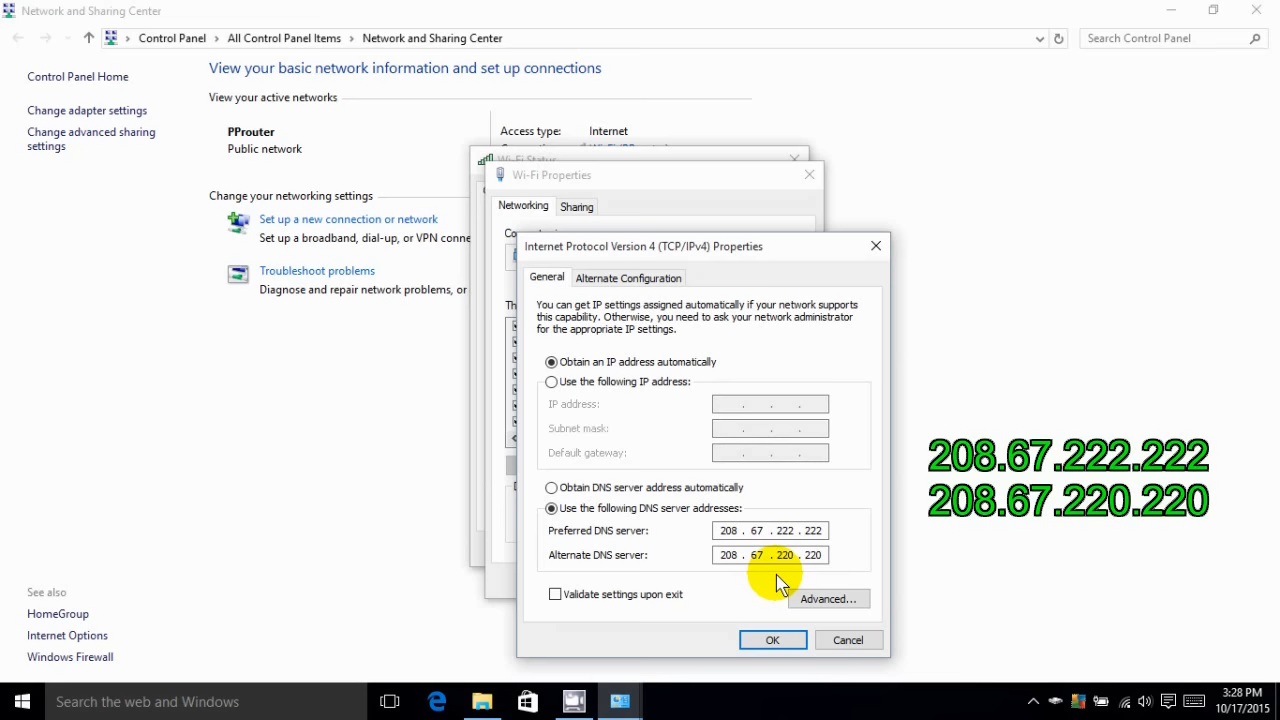 Network and Sharing Center
Control Panel All Control Panel Items Network and Sharing Center
Search Control Panel
Control Panel Home
Change adapter settings
Change advanced sharing
settings
View your basic network information and set up connections
View your active networks
PProuter
Public network
Access type: Internet
Change your networking settings
Set up a new connection or network
Set up a broadband, dial-up, or VPN conne
Troubleshoot problems
Diagnose and repair network problems, or
Wi-Fi Status
Wi-Fi Properties
Networking Sharing
Internet Protocol Version 4 (TCP/IPv4) Properties
General Alternate Configuration
You can get IP settings assigned automatically if your network supports
this capability. Otherwise, you need to ask your network administrator
for the appropriate IP settings.
Obtain an IP address automatically
Use the following IP address:
IP address:
Subnet mask:
Default gateway:
Obtain DNS server address automatically
Use the following DNS server addresses:
Preferred DNS server: 208 . 67 . 222 . 222
Alternate DNS server: 208 . 67 . 220 . 220
Validate settings upon exit
Advanced...
OK Cancel
208.67.222.222
208.67.220.220
See also
HomeGroup
Internet Options
Windows Firewall
Search the web and Windows
3:28 PM
10/17/2015